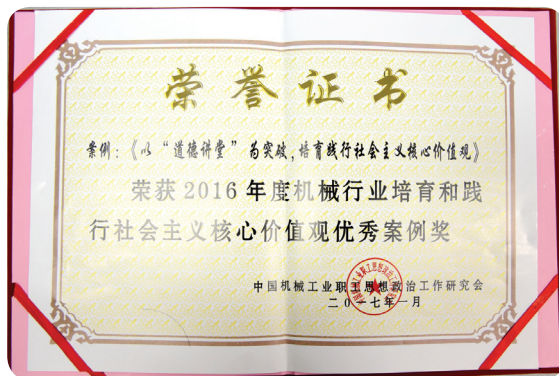 荣誉证书
案例：《以“道德讲堂”为突破，培育践行社会主义核心价值观》
荣获2016年度机械行业培育和践
行社会主义核心价值观优秀案例奖
中国机械工业职工思想政治工作研究会
二〇一七年一月